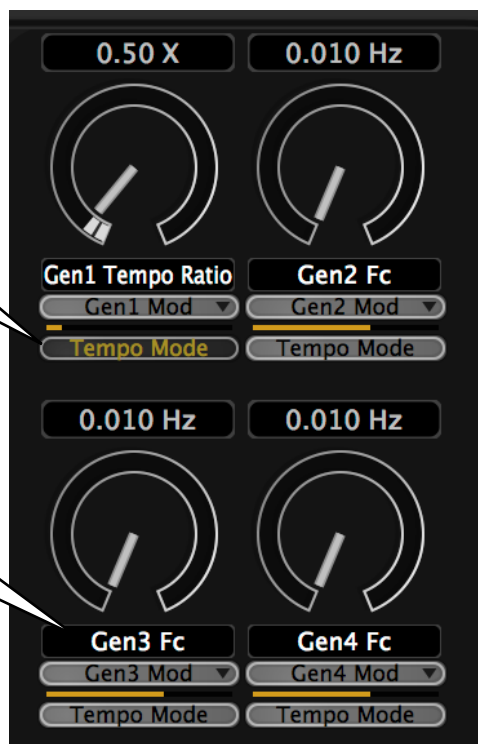 0.50 X
0.010 Hz
Gen1 Tempo Ratio
Gen2 Fc
Gen1 Mod
Gen2 Mod
Tempo Mode
Tempo Mode
0.010 Hz
0.010 Hz
Gen3 Fc
Gen4 Fc
Gen3 Mod
Gen4 Mod
Tempo Mode
Tempo Mode